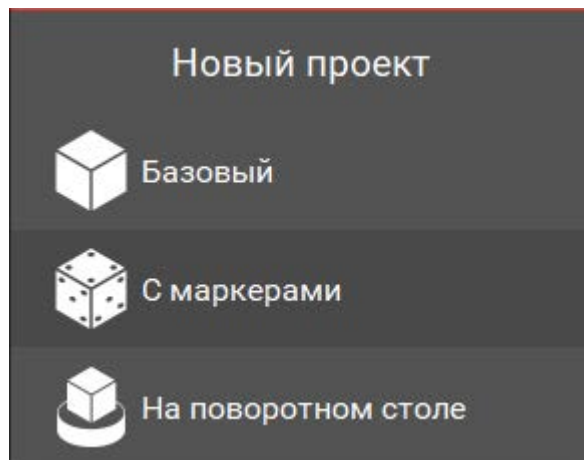 Новый проект
Базовый
С маркерами
На поворотном столе